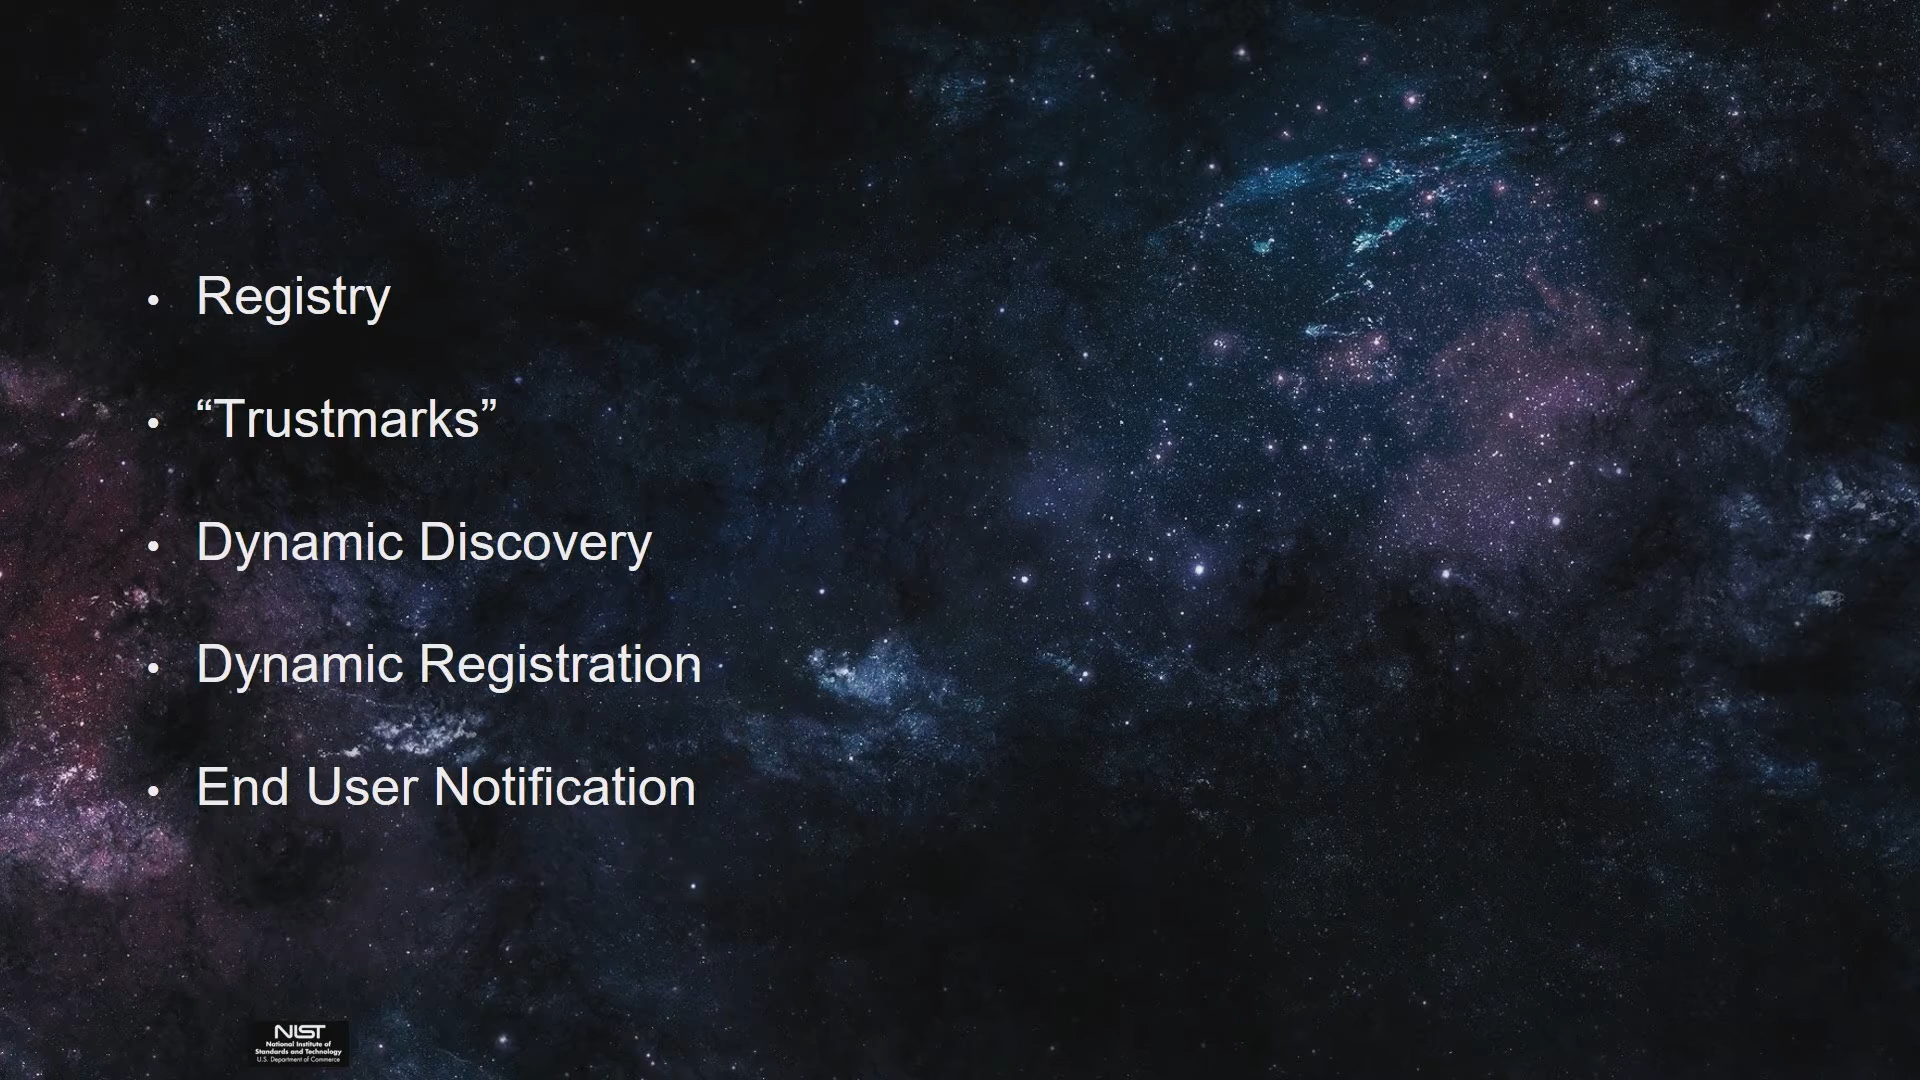 • Registry
• “Trustmarks”
• Dynamic Discovery
• Dynamic Registration
• End User Notification
NIST
National Institute of
Standards and Technology
U.S. Department of Commerce